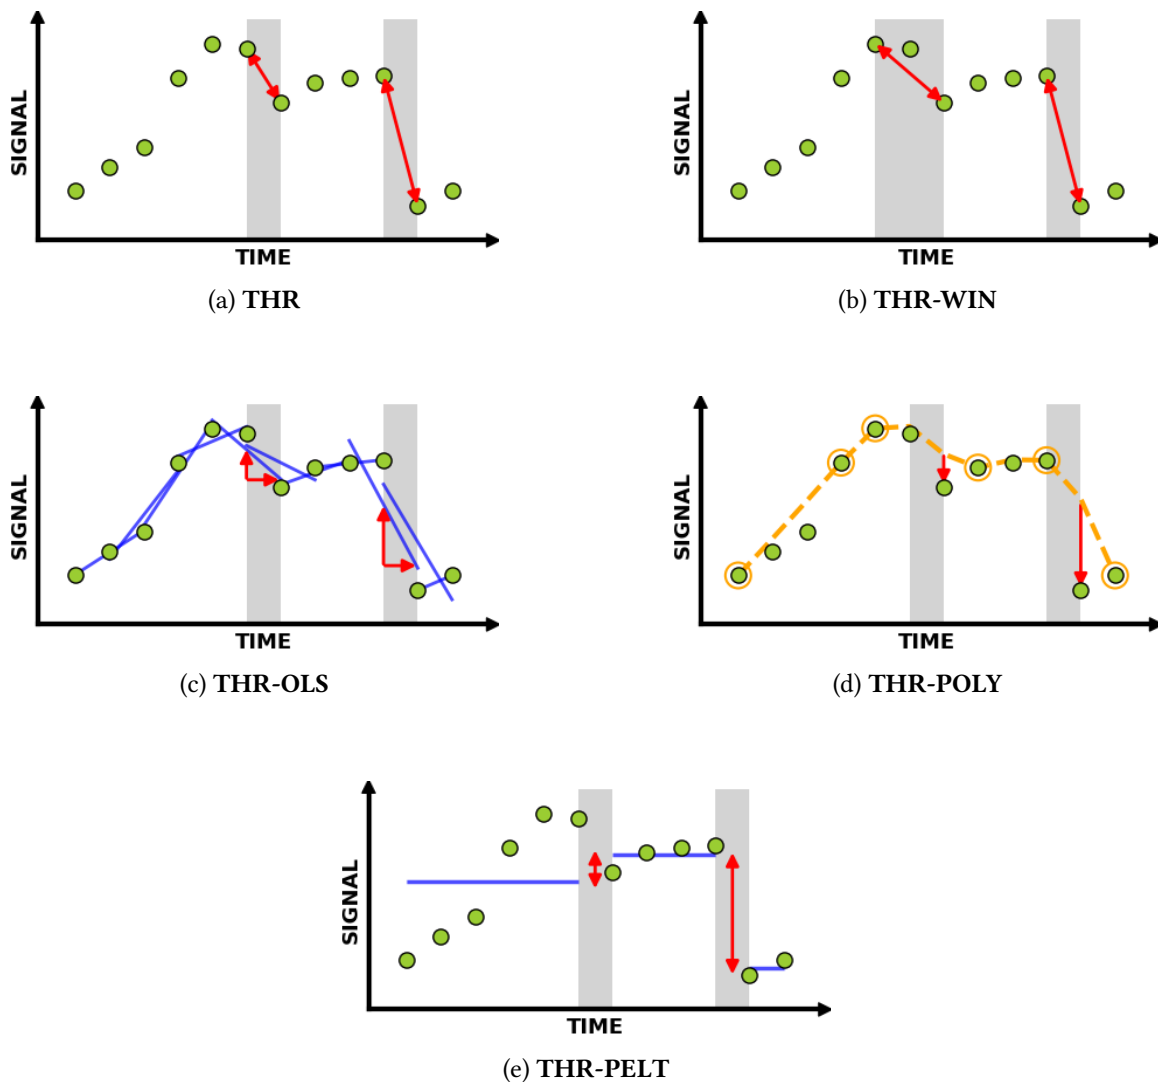 SIGNAL
TIME
(a) THR
SIGNAL
TIME
(b) THR-WIN
SIGNAL
TIME
(c) THR-OLS
SIGNAL
TIME
(d) THR-POLY
SIGNAL
TIME
(e) THR-PELT